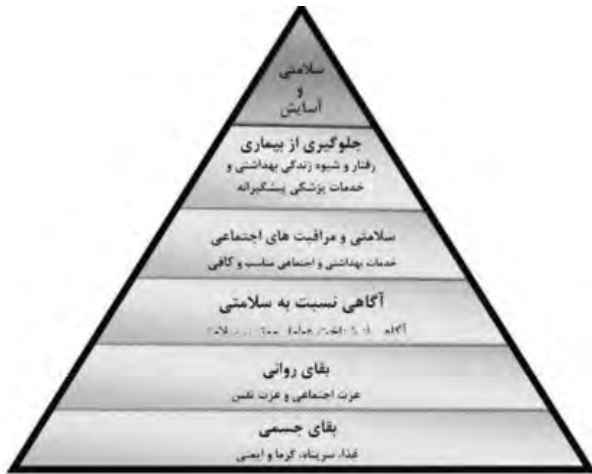 سلامتی
و
آسایش
جلوگیری از بیماری
رفتار و شیوه زندگی بهداشتی و
خدمات پزشکی پیشگیرانه
سلامتی و مراقبت های اجتماعی
خدمات بهداشتی و اجتماعی مناسب و کافی
آگاهی نسبت به سلامتی
بقای روانی
عزت اجتماعی و عزت نفس
بقای جسمی
غذا، سرپناه، گرما و ایمنی